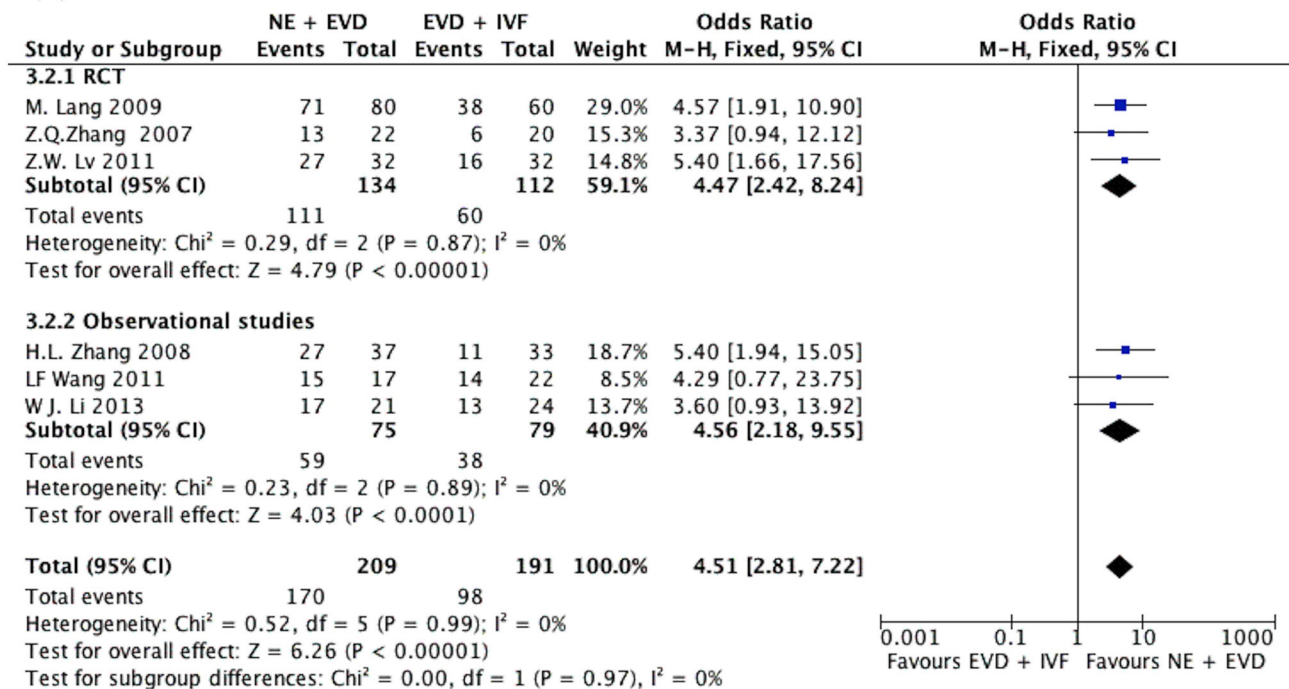 NE + EVD EVD + IVF Odds Ratio Odds Ratio
Study or Subgroup Events Total Events Total Weight M-H, Fixed, 95% CI M-H, Fixed, 95% CI
3.2.1 RCT
M. Lang 2009 71 80 38 60 29.0% 4.57 [1.91, 10.90]
Z.Q.Zhang 2007 13 22 6 20 15.3% 3.37 [0.94, 12.12]
Z.W. Lv 2011 27 32 16 32 14.8% 5.40 [1.66, 17.56]
Subtotal (95% CI) 134 112 59.1% 4.47 [2.42, 8.24]
Total events 111 60
Heterogeneity: Chi² = 0.29, df = 2 (P = 0.87); I² = 0%
Test for overall effect: Z = 4.79 (P < 0.00001)
3.2.2 Observational studies
H.L. Zhang 2008 27 37 11 33 18.7% 5.40 [1.94, 15.05]
LF Wang 2011 15 17 14 22 8.5% 4.29 [0.77, 23.75]
W J. Li 2013 17 21 13 24 13.7% 3.60 [0.93, 13.92]
Subtotal (95% CI) 75 79 40.9% 4.56 [2.18, 9.55]
Total events 59 38
Heterogeneity: Chi² = 0.23, df = 2 (P = 0.89); I² = 0%
Test for overall effect: Z = 4.03 (P < 0.0001)
Total (95% CI) 209 191 100.0% 4.51 [2.81, 7.22]
Total events 170 98
Heterogeneity: Chi² = 0.52, df = 5 (P = 0.99); I² = 0%
Test for overall effect: Z = 6.26 (P < 0.00001)
Test for subgroup differences: Chi² = 0.00, df = 1 (P = 0.97), I² = 0%
0.001 0.1 1 10 1000
Favours EVD + IVF Favours NE + EVD